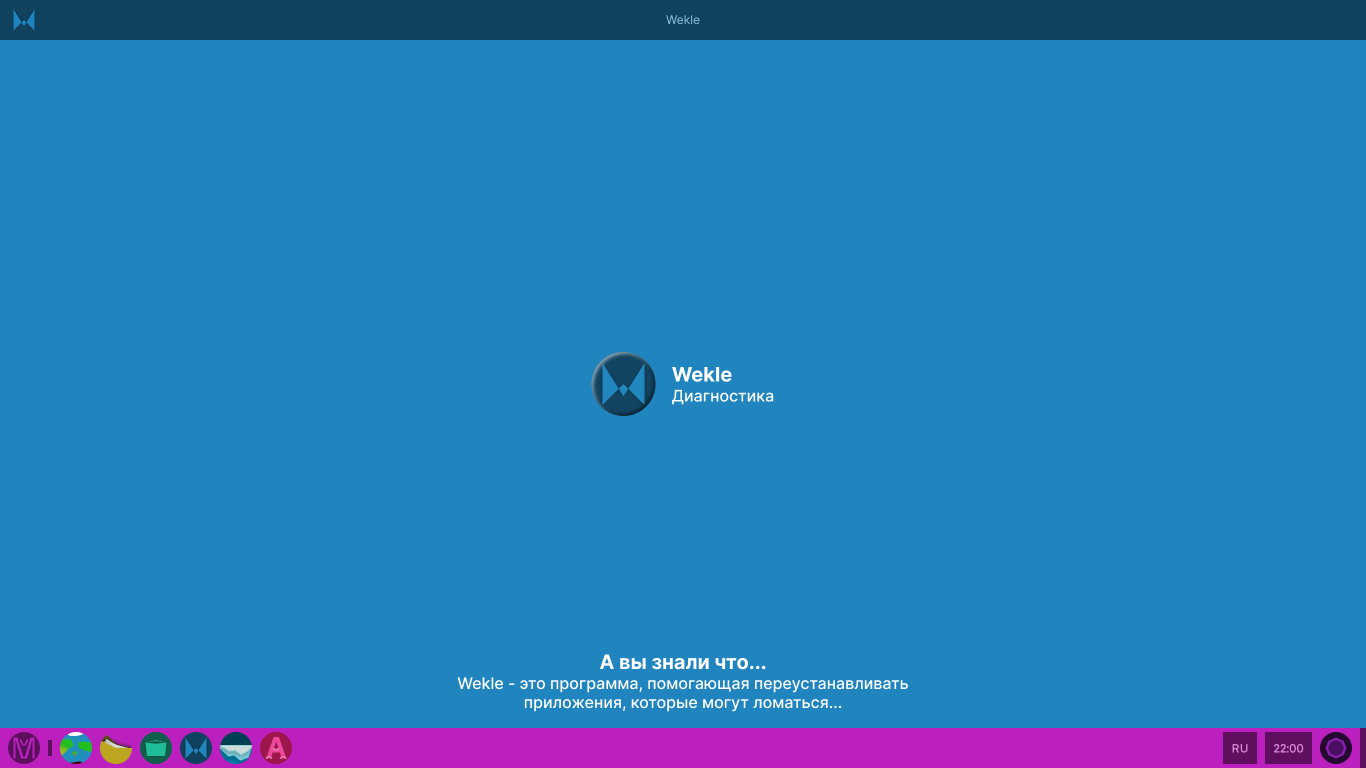 Wekle
Wekle
Диагностика
А вы знали что...
Wekle - это программа, помогающая переустанавливать
приложения, которые могут ломаться...
RU
22:00